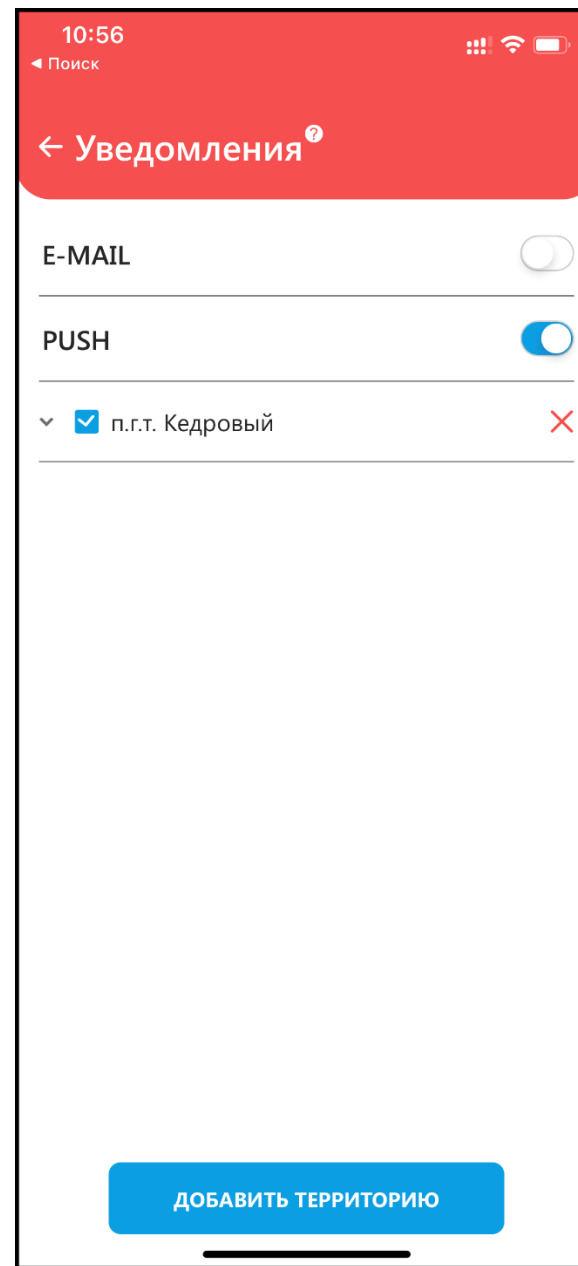 10:56
◀ Поиск
← Уведомления?
E-MAIL
PUSH
п.г.т. Кедровый
ДОБАВИТЬ ТЕРРИТОРИЮ